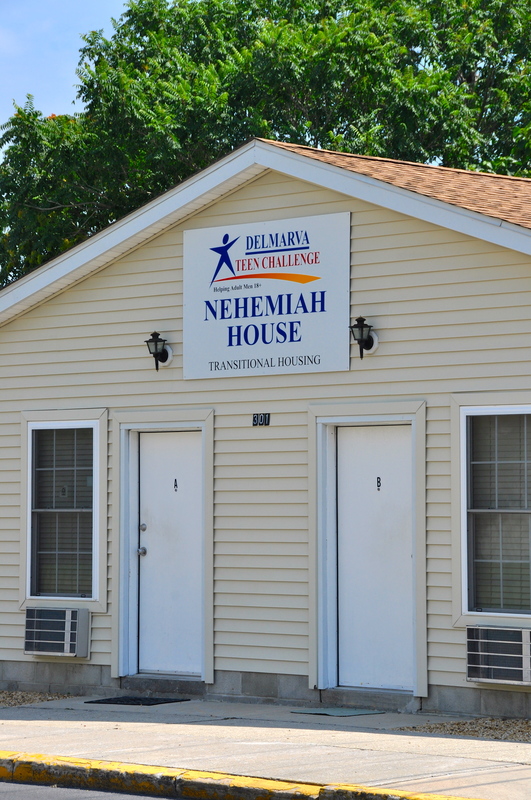 DELMARVA
TEEN CHALLENGE
Helping Adult Men 18+
NEHEMIAH
HOUSE
TRANSITIONAL HOUSING
301
A
B